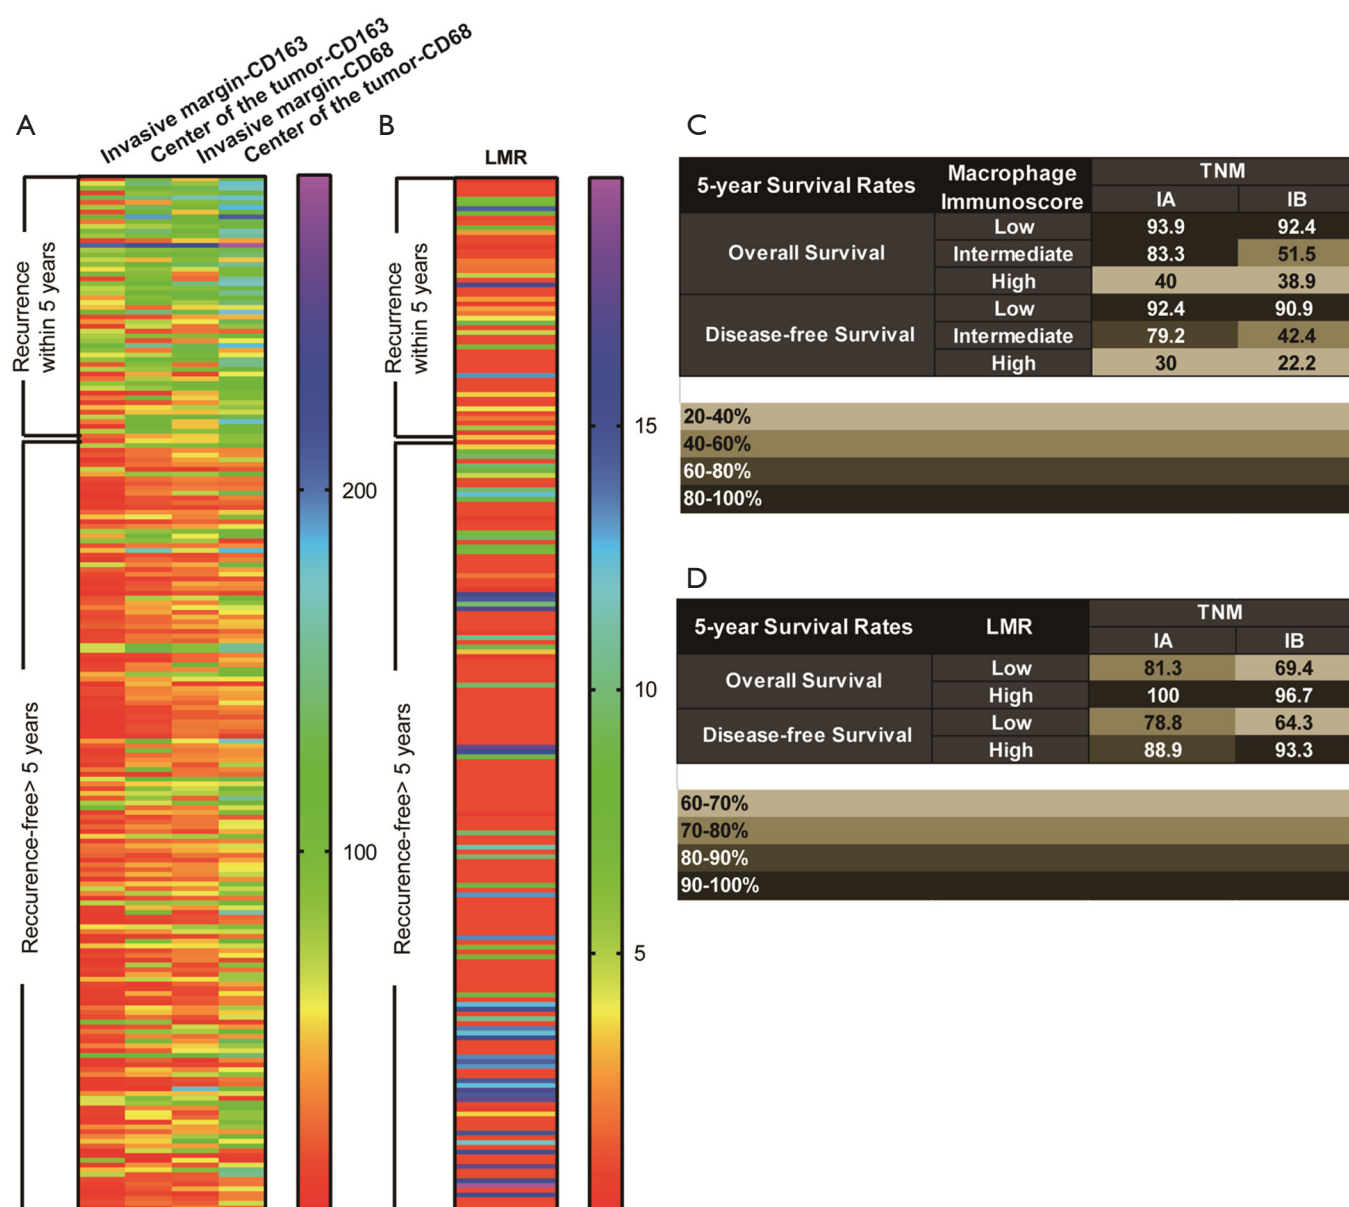 A
Invasive margin-CD163
Center of the tumor-CD163
Invasive margin-CD68
Center of the tumor-CD68
Recurrence
within 5 years
Reccurence-free> 5 years
200
100
B
LMR
Recurrence
within 5 years
Reccurence-free> 5 years
15
10
5
C
5-year Survival Rates
Macrophage
Immunoscore
TNM
IA IB
Overall Survival
Low 93.9 92.4
Intermediate 83.3 51.5
High 40 38.9
Disease-free Survival
Low 92.4 90.9
Intermediate 79.2 42.4
High 30 22.2
20-40%
40-60%
60-80%
80-100%
D
5-year Survival Rates
LMR
TNM
IA IB
Overall Survival
Low 81.3 69.4
High 100 96.7
Disease-free Survival
Low 78.8 64.3
High 88.9 93.3
60-70%
70-80%
80-90%
90-100%